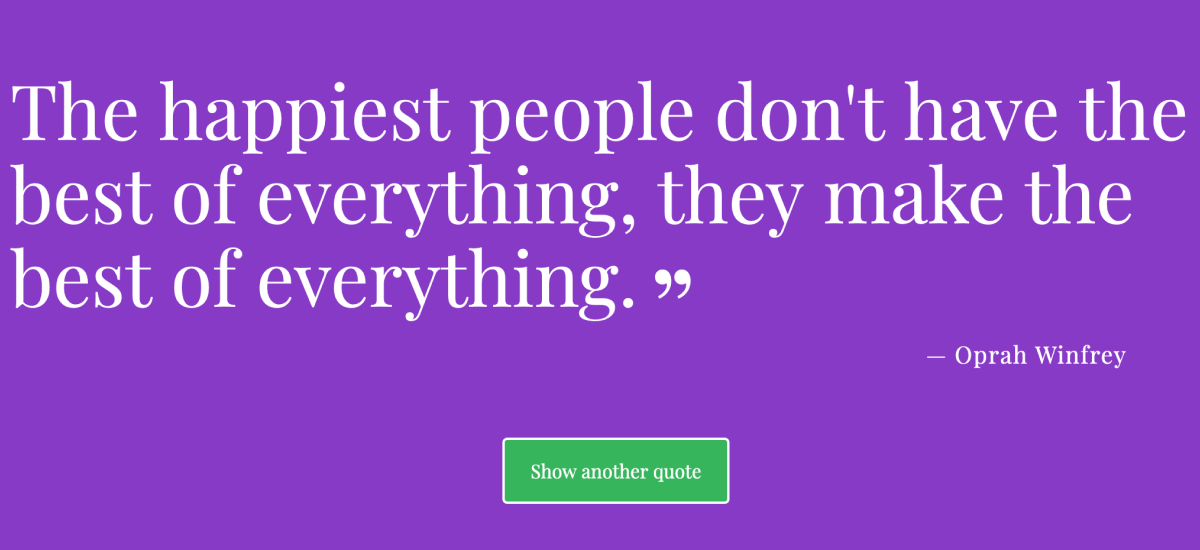 The happiest people don't have the
best of everything, they make the
best of everything. ”
— Oprah Winfrey
Show another quote